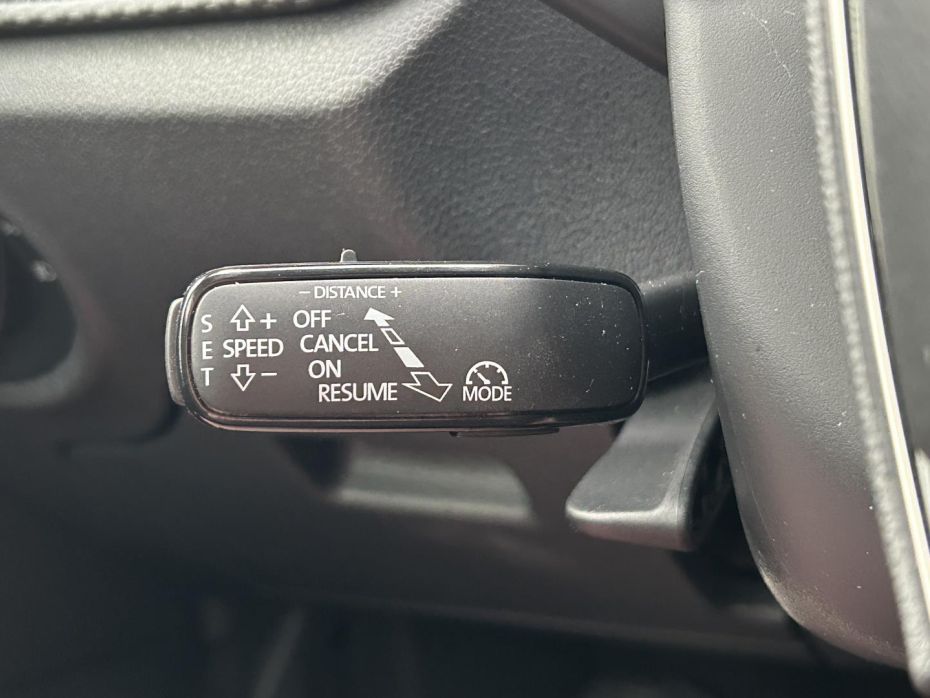 − DISTANCE +
S E T
+
SPEED
−
OFF
CANCEL
ON
RESUME
MODE